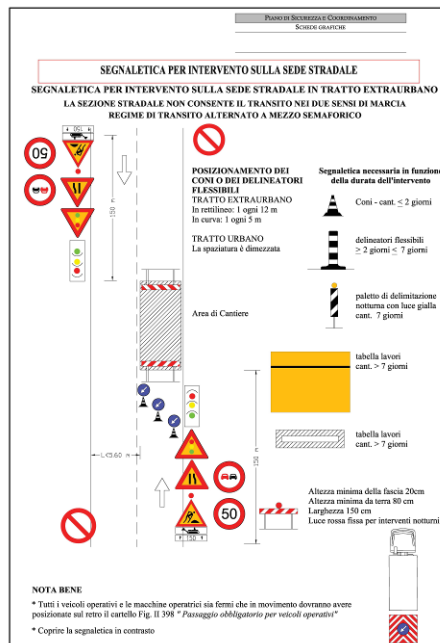 PIANO DI SICUREZZA E COORDINAMENTO
SCHEDE GRAFICHE
SEGNALETICA PER INTERVENTO SULLA SEDE STRADALE
SEGNALETICA PER INTERVENTO SULLA SEDE STRADALE IN TRATTO EXTRAURBANO
LA SEZIONE STRADALE NON CONSENTE IL TRANSITO NEI DUE SENSI DI MARCIA
REGIME DI TRANSITO ALTERNATO A MEZZO SEMAFORICO
150 m
50
150 m
POSIZIONAMENTO DEI
CONI O DEI DELINEATORI
FLESSIBILI
TRATTO EXTRAURBANO
In rettilineo: 1 ogni 12 m
In curva: 1 ogni 5 m
TRATTO URBANO
La spaziatura è dimezzata
Segnaletica necessaria in funzione
della durata dell'intervento
Coni - cant. ≤ 2 giorni
delineatori flessibili
≥ 2 giorni ≤ 7 giorni
paletto di delimitazione
notturna con luce gialla
cant. 7 giorni
Area di Cantiere
tabella lavori
cant. > 7 giorni
tabella lavori
cant. > 7 giorni
150 m
50
150 m
Altezza minima della fascia 20cm
Altezza minima da terra 80 cm
Larghezza 150 cm
Luce rossa fissa per interventi notturni
NOTA BENE
* Tutti i veicoli operativi e le macchine operatrici sia fermi che in movimento dovranno avere
posizionate sul retro il cartello Fig. II 398 " Passaggio obbligatorio per veicoli operativi"
* Coprire la segnaletica in contrasto